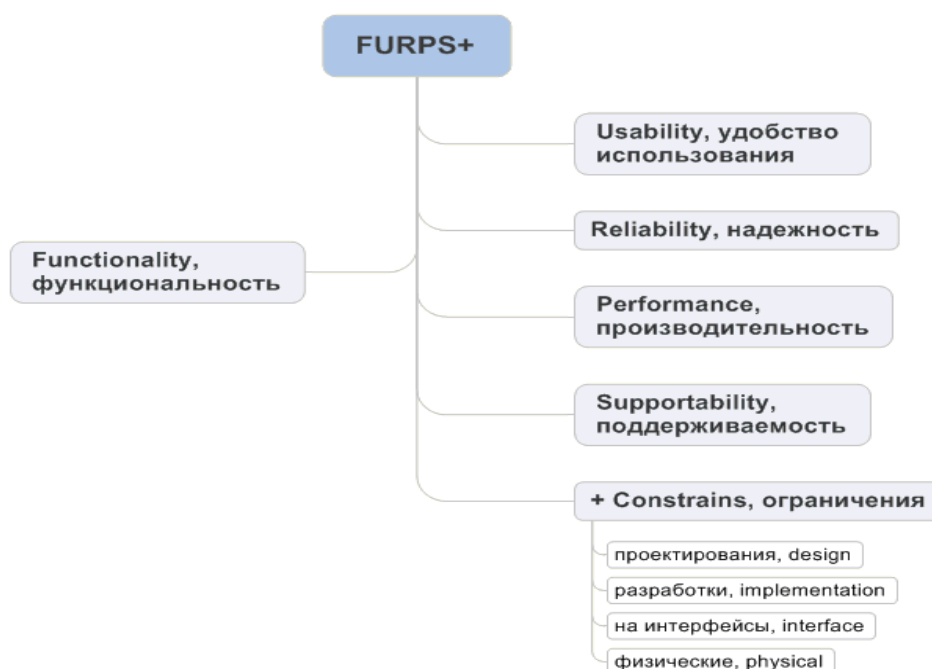 FURPS+
Usability, удобство
использования
Reliability, надежность
Functionality,
функциональность
Performance,
производительность
Supportability,
поддерживаемость
+ Constrains, ограничения
проектирования, design
разработки, implementation
на интерфейсы, interface
физические, physical